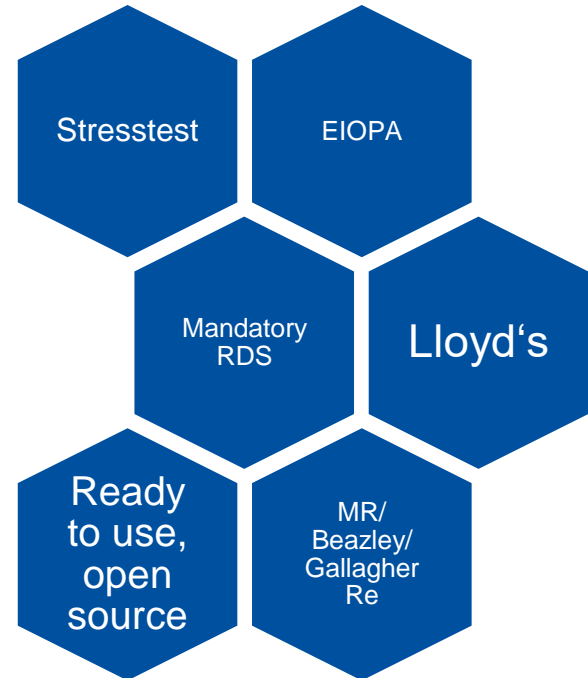 Stresstest
EIOPA
Mandatory
RDS
Lloyd‘s
Ready
to use,
open
source
MR/
Beazley/
Gallagher
Re